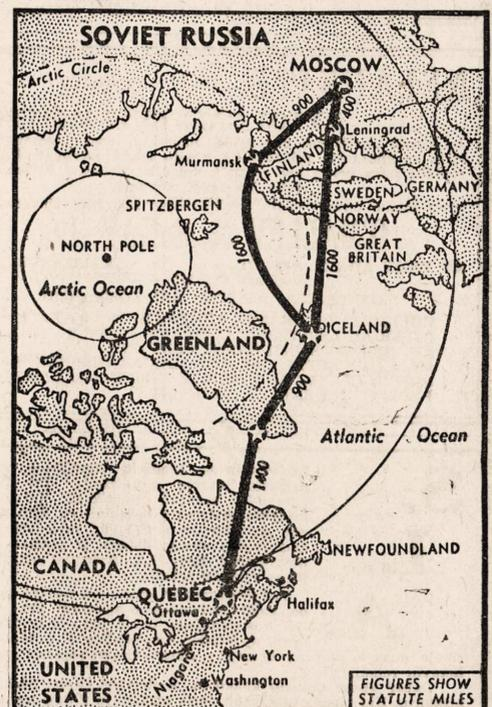 SOVIET RUSSIA
Arctic Circle
MOSCOW
900
400
Leningrad
Murmansk
FINLAND
SWEDEN
GERMANY
SPITZBERGEN
NORWAY
NORTH POLE
GREAT
BRITAIN
1600
1600
Arctic Ocean
ICELAND
GREENLAND
900
Atlantic Ocean
1400
NEWFOUNDLAND
CANADA
QUEBEC
Ottawa
Halifax
Niagara
New York
Washington
UNITED
STATES
FIGURES SHOW
STATUTE MILES